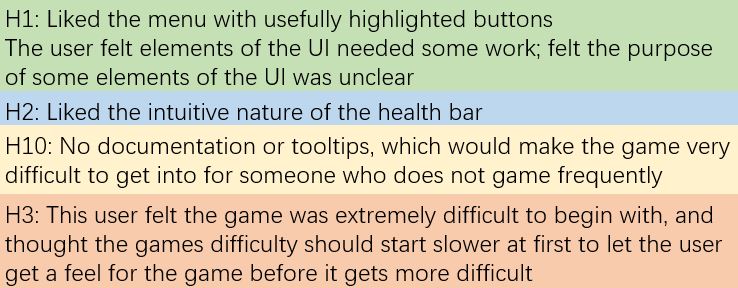 H1: Liked the menu with usefully highlighted buttons
The user felt elements of the UI needed some work; felt the purpose
of some elements of the UI was unclear
H2: Liked the intuitive nature of the health bar
H10: No documentation or tooltips, which would make the game very
difficult to get into for someone who does not game frequently
H3: This user felt the game was extremely difficult to begin with, and
thought the games difficulty should start slower at first to let the user
get a feel for the game before it gets more difficult